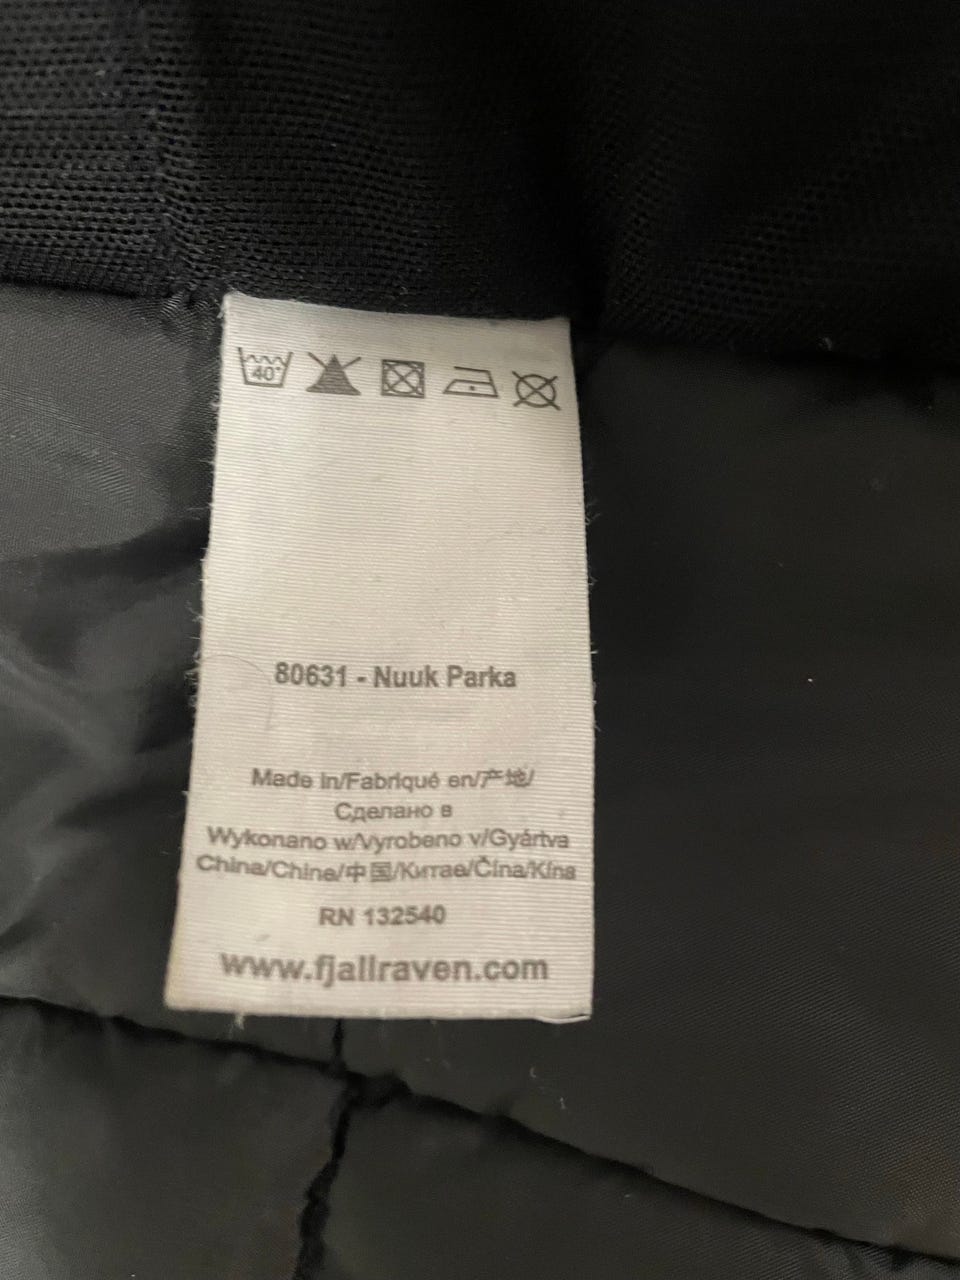 40°
80631 - Nuuk Parka
Made in/Fabriqué en/产地/
Сделано в
Wykonano w/Vyrobeno v/Gyártva
China/Chine/中国/Китае/Čína/Kína
RN 132540
www.fjallraven.com